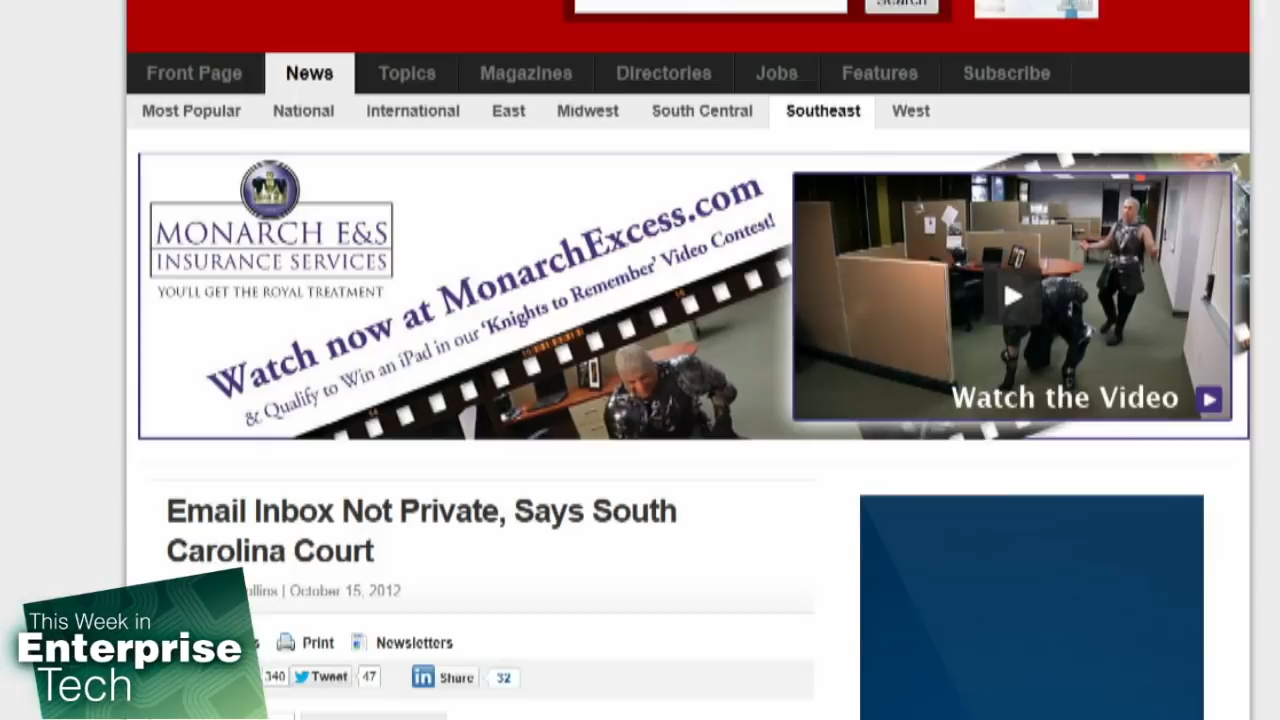 Search
Front Page News Topics Magazines Directories Jobs Features Subscribe
Most Popular National International East Midwest South Central Southeast West
MONARCH E&S
INSURANCE SERVICES
YOU'LL GET THE ROYAL TREATMENT
Watch now at MonarchExcess.com
& Qualify to Win an iPad in our 'Knights to Remember' Video Contest!
Watch the Video
Email Inbox Not Private, Says South
Carolina Court
| October 15, 2012
Print Newsletters
340 Tweet 47 in Share 32
This Week in
Enterprise
Tech